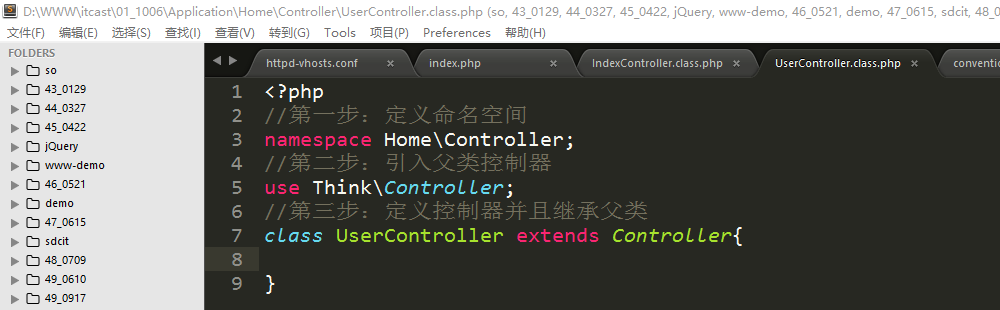 D:\WWW\itcast\01_1006\Application\Home\Controller\UserController.class.php (so, 43_0129, 44_0327, 45_0422, jQuery, www-demo, 46_0521, demo, 47_0615, sdcit, 48_0
文件(F) 编辑(E) 选择(S) 查找(I) 查看(V) 转到(G) Tools 项目(P) Preferences 帮助(H)
FOLDERS
so
43_0129
44_0327
45_0422
jQuery
www-demo
46_0521
demo
47_0615
sdcit
48_0709
49_0610
49_0917
httpd-vhosts.conf × index.php × IndexController.class.php × UserController.class.php × conventi
1 <?php
2 //第一步：定义命名空间
3 namespace Home\Controller;
4 //第二步：引入父类控制器
5 use Think\Controller;
6 //第三步：定义控制器并且继承父类
7 class UserController extends Controller{
8
9 }